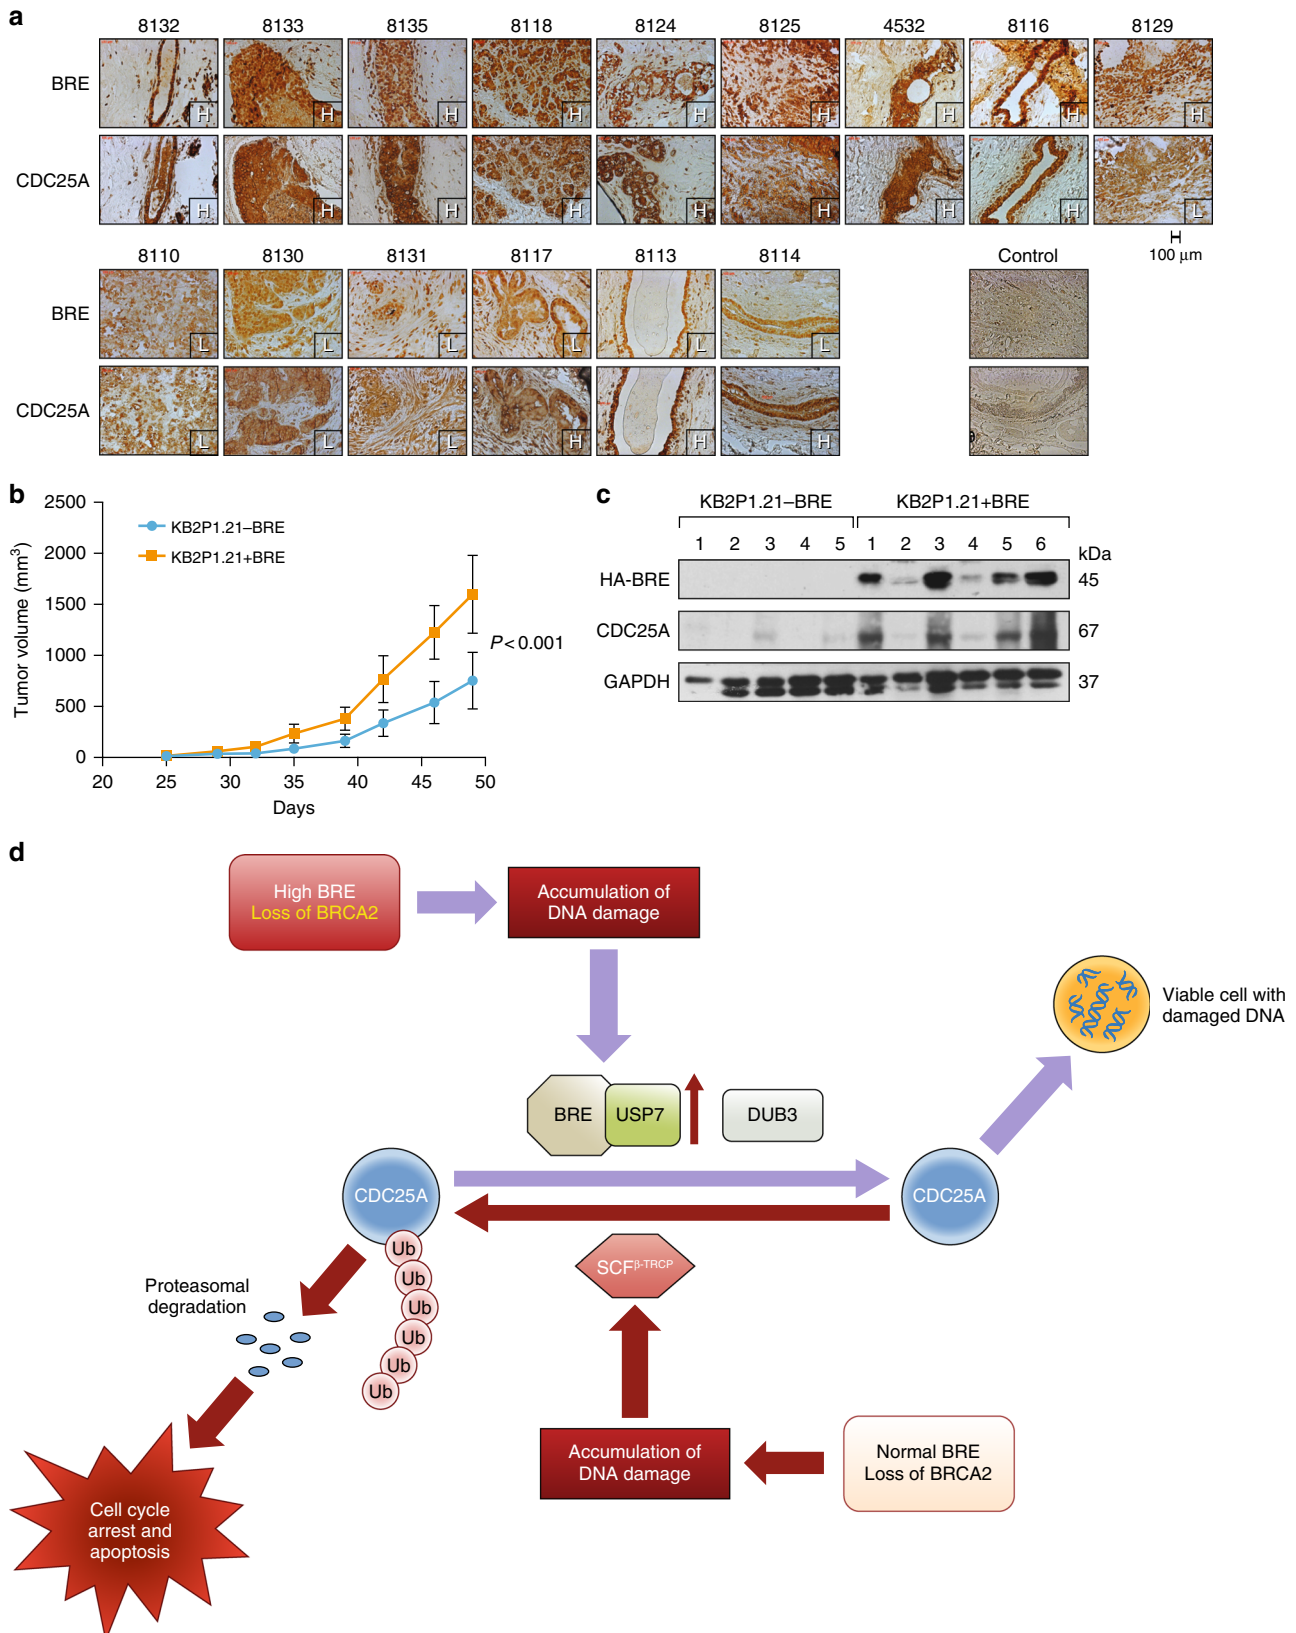 a
8132 8133 8135 8118 8124 8125 4532 8116 8129
BRE
H H H H H H H H H
CDC25A
H H H H H H H H L
100 μm
8110 8130 8131 8117 8113 8114 Control
BRE
L L L L L L
CDC25A
L L L H H H
b
2500
2000
1500
1000
500
0
Tumor volume (mm³)
KB2P1.21–BRE
KB2P1.21+BRE
P < 0.001
20 25 30 35 40 45 50
Days
c
KB2P1.21–BRE KB2P1.21+BRE
1 2 3 4 5 1 2 3 4 5 6
kDa
HA-BRE 45
CDC25A 67
GAPDH 37
d
High BRE
Loss of BRCA2
Accumulation of
DNA damage
Viable cell with
damaged DNA
BRE USP7 DUB3
CDC25A
CDC25A
SCFβ-TRCP
Ub
Ub
Ub
Ub
Ub
Ub
Proteasomal
degradation
Accumulation of
DNA damage
Normal BRE
Loss of BRCA2
Cell cycle
arrest and
apoptosis